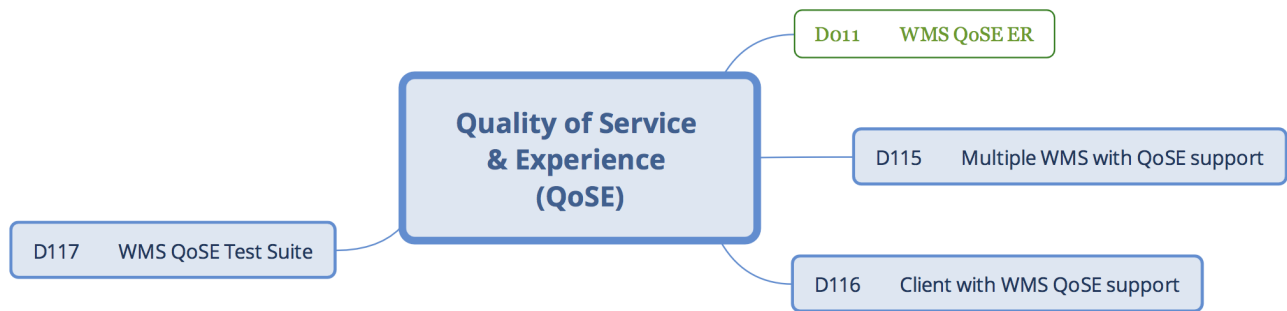 D011 WMS QoSE ER
Quality of Service
& Experience
(QoSE)
D115 Multiple WMS with QoSE support
D117 WMS QoSE Test Suite
D116 Client with WMS QoSE support